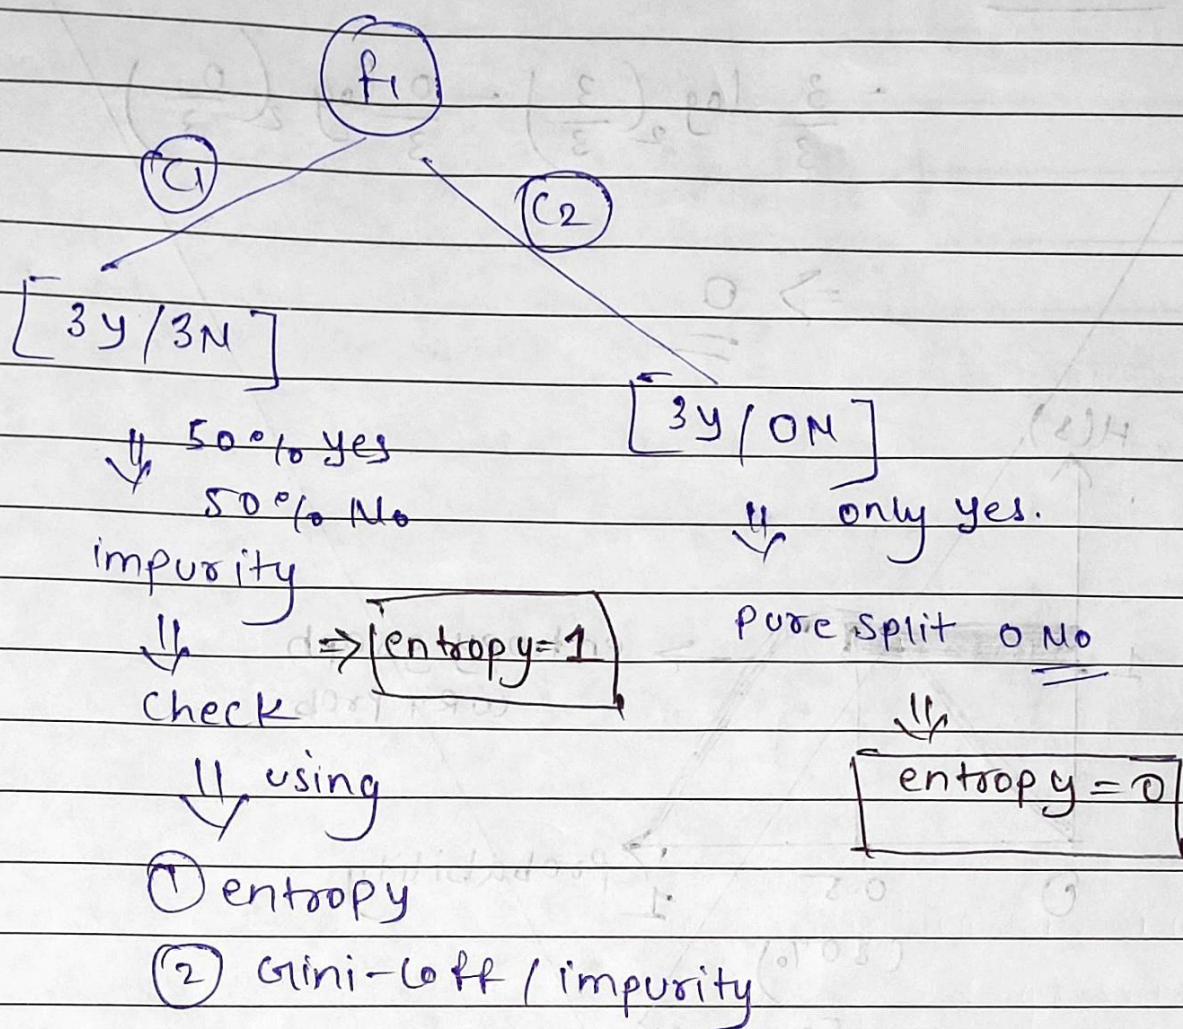 f1
C1
C2
[3y/3N]
[3y/0N]
⇓ 50% yes
50% No
impurity
⇓ only yes.
pure split 0 No
⇓ ⇒ entropy=1
check
⇓ using
⇓
entropy=0
① entropy
② Gini-coff / impurity